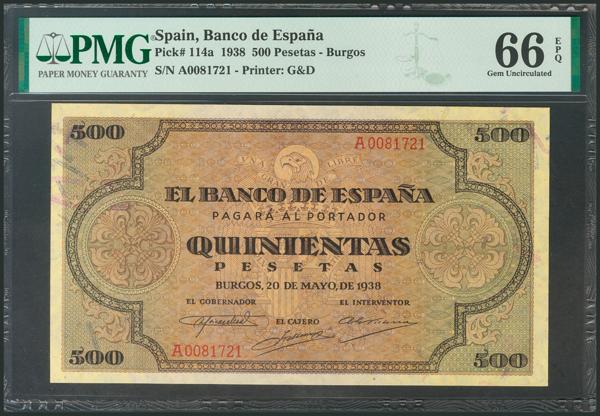 PMG
PAPER MONEY GUARANTY
Spain, Banco de España
Pick# 114a 1938 500 Pesetas - Burgos
S/N A0081721 - Printer: G&D
66 EPQ
Gem Uncirculated
500
500
A0081721
UNA
LIBRE
EL BANCO DE ESPAÑA
PAGARÁ AL PORTADOR
QUINIENTAS
PESETAS
BURGOS, 20 DE MAYO, DE 1938
EL GOBERNADOR
EL INTERVENTOR
EL CAJERO
A0081721
500
500